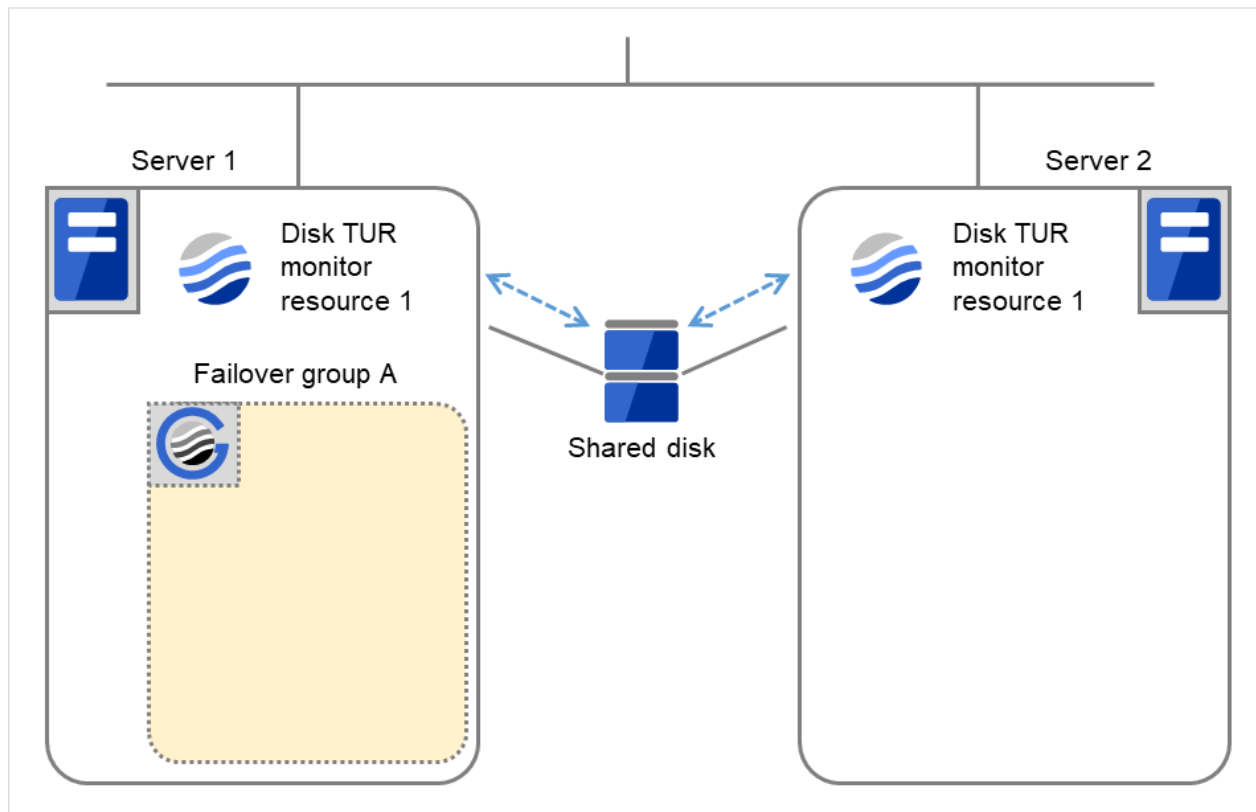 Server 1
Server 2
Disk TUR
monitor
resource 1
Disk TUR
monitor
resource 1
Failover group A
Shared disk